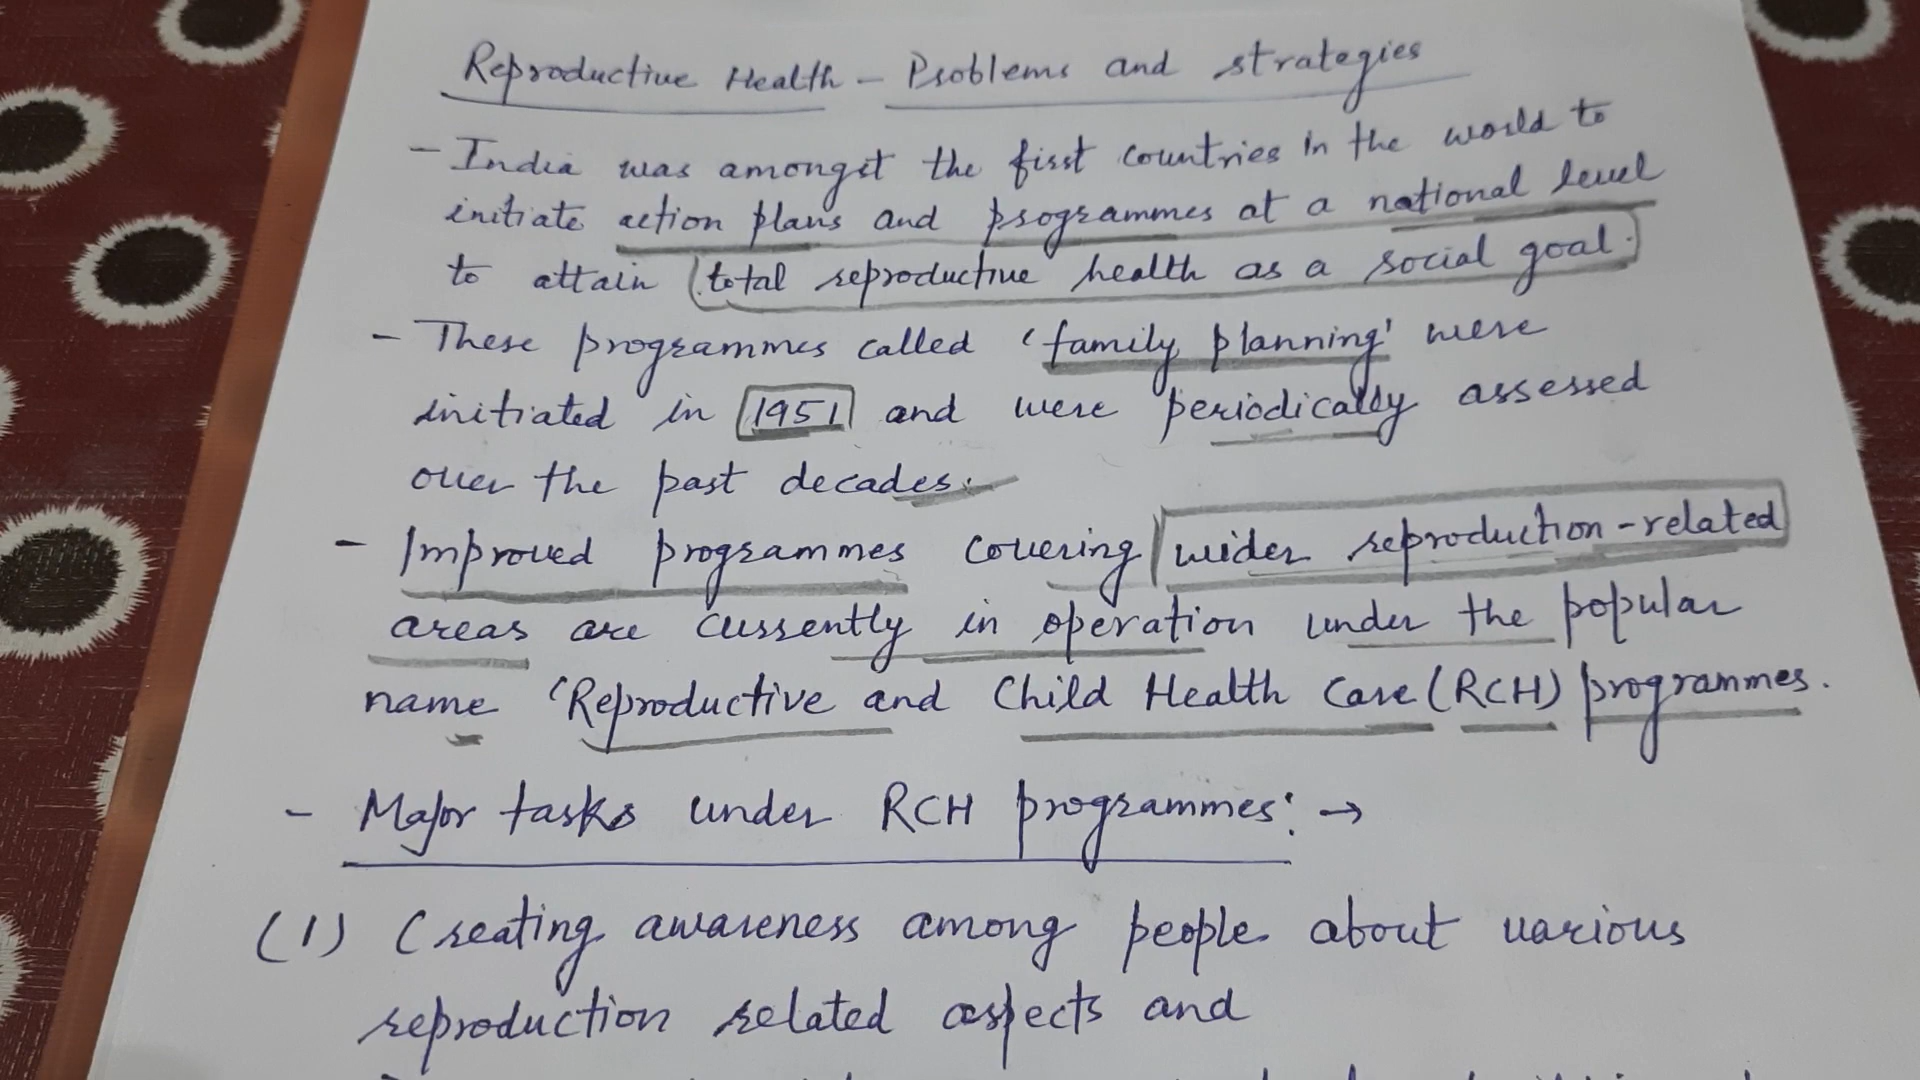 Reproductive Health – Problems and strategies
- India was amongst the first countries in the world to
initiate action plans and programmes at a national level
to attain total reproductive health as a social goal.
- These programmes called 'family planning' were
initiated in 1951 and were periodically assessed
over the past decades.
- Improved programmes covering wider reproduction-related
areas are currently in operation under the popular
name 'Reproductive and Child Health Care (RCH) programmes.
- Major tasks under RCH programmes: →
(1) Creating awareness among people about various
reproduction related aspects and